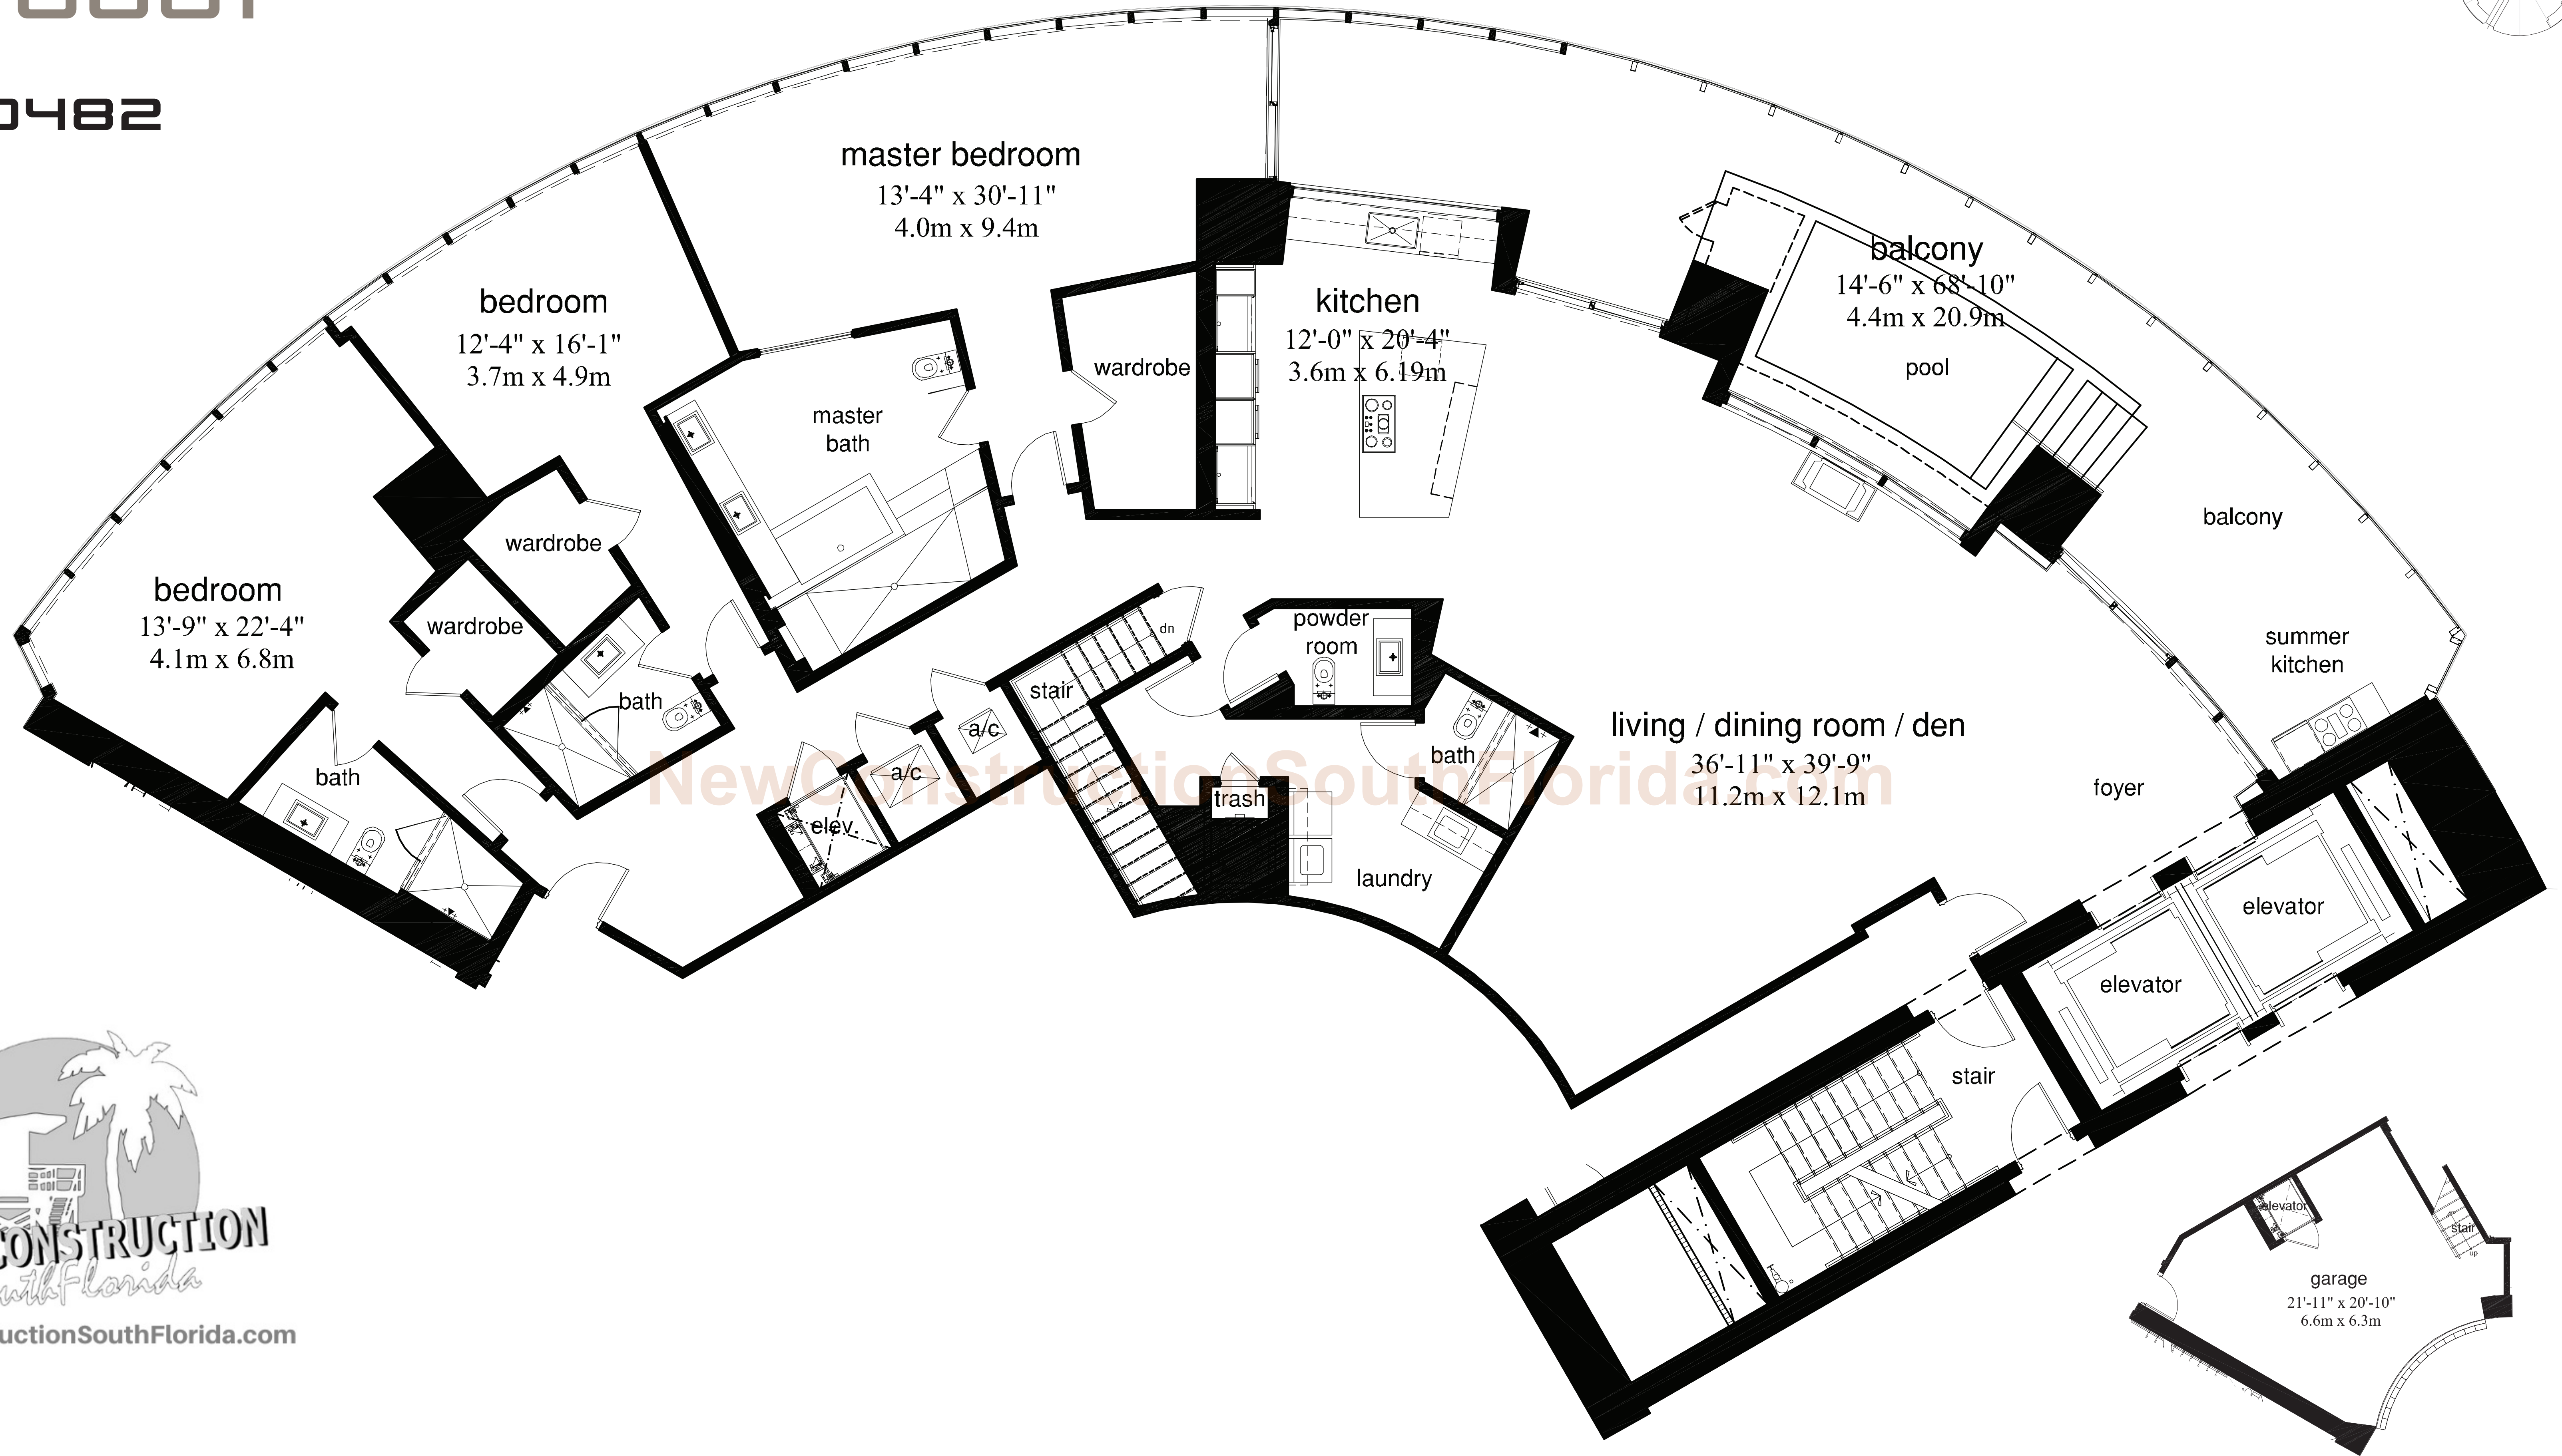 0482
master bedroom
13'-4" x 30'-11"
4.0m x 9.4m
bedroom
12'-4" x 16'-1"
3.7m x 4.9m
kitchen
12'-0" x 20'-4"
3.6m x 6.19m
balcony
14'-6" x 68'-10"
4.4m x 20.9m
pool
wardrobe
master
bath
balcony
wardrobe
bedroom
13'-9" x 22'-4"
4.1m x 6.8m
wardrobe
dn
powder
room
summer
kitchen
stair
bath
a/c
living / dining room / den
36'-11" x 39'-9"
11.2m x 12.1m
bath
bath
a/c
NewConstructionSouthFlorida.com
foyer
trash
elev.
laundry
elevator
elevator
stair
elevator
stair
up
garage
21'-11" x 20'-10"
6.6m x 6.3m
CONSTRUCTION
uthFlorida
uctionSouthFlorida.com